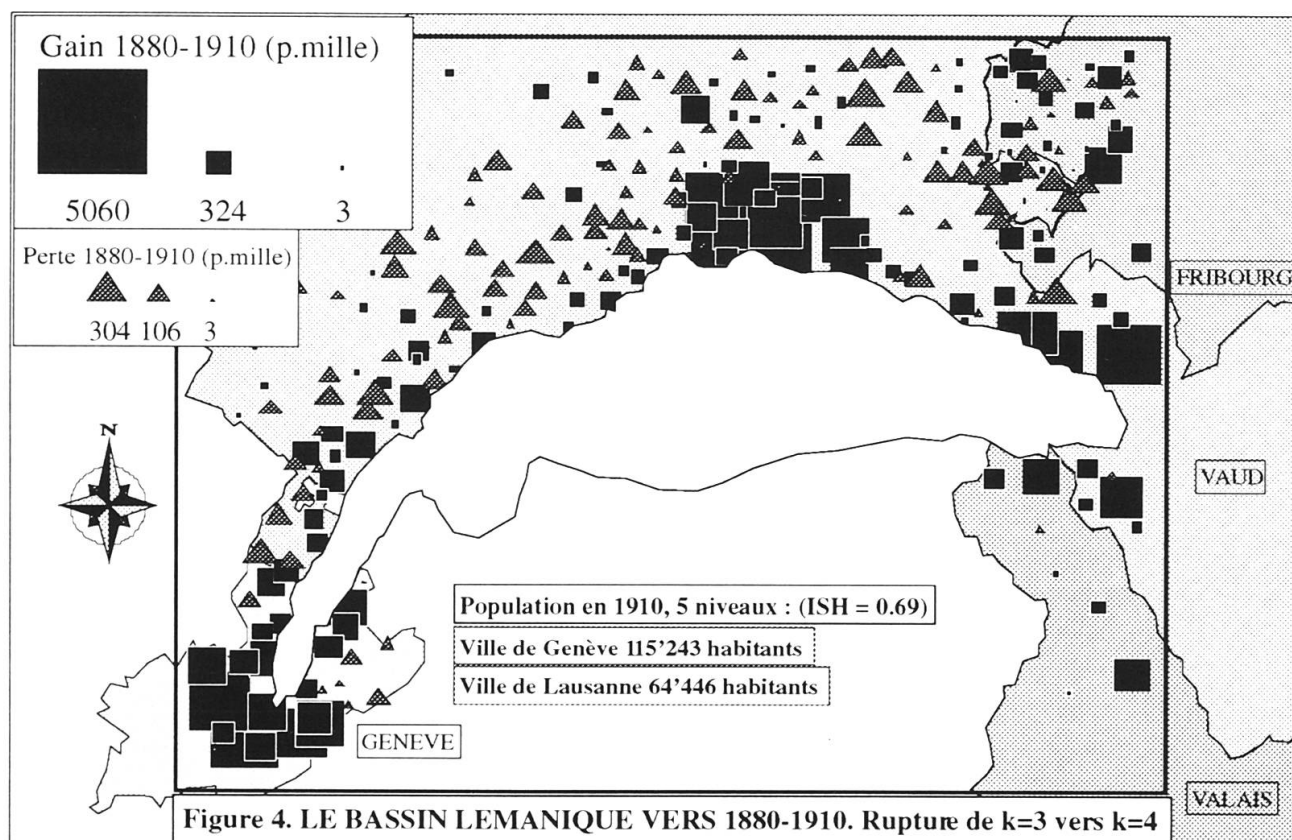 Gain 1880-1910 (p.mille)
5060 324 3
Perte 1880-1910 (p.mille)
304 106 3
N
FRIBOURG
VAUD
Population en 1910, 5 niveaux : (ISH = 0.69)
Ville de Genève 115'243 habitants
Ville de Lausanne 64'446 habitants
GENEVE
VALAIS
Figure 4. LE BASSIN LEMANIQUE VERS 1880-1910. Rupture de k=3 vers k=4